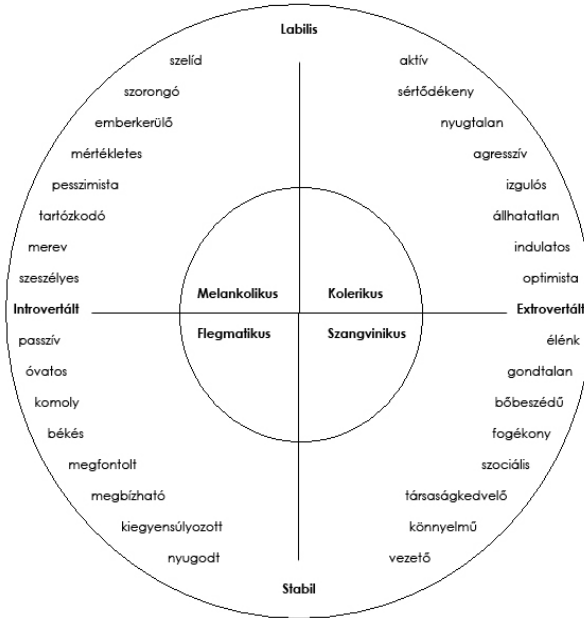 Labilis
szelíd aktív
szorongó sértődékeny
emberkerülő nyugtalan
mértékletes agresszív
pesszimista izgulós
tartózkodó állhatatlan
merev indulatos
szeszélyes optimista
Melankolikus Kolerikus
Introvertált Extrovertált
Flegmatikus Szangvinikus
passzív élénk
óvatos gondtalan
komoly bőbeszédű
békés fogékony
megfontolt szociális
megbízható társaságkedvelő
kiegyensúlyozott könnyelmű
nyugodt vezető
Stabil